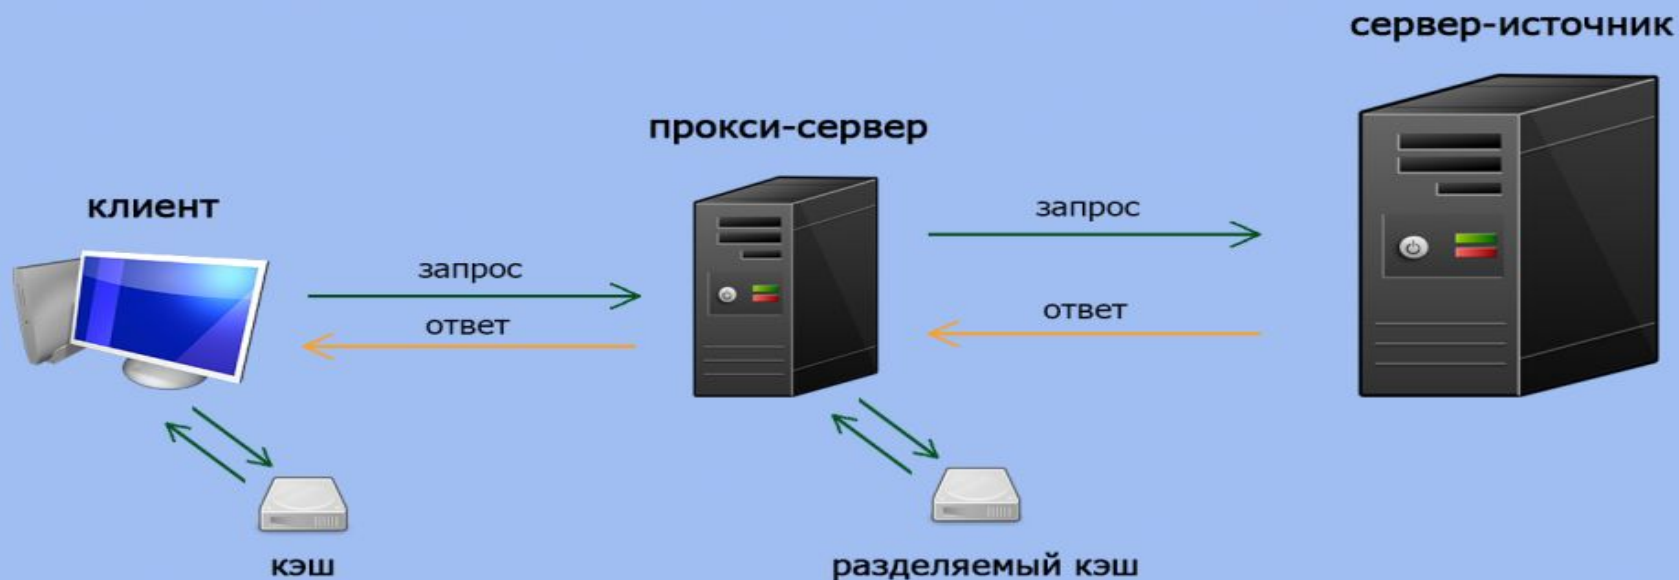 сервер-источник
прокси-сервер
клиент
запрос
запрос
ответ
ответ
кэш
разделяемый кэш